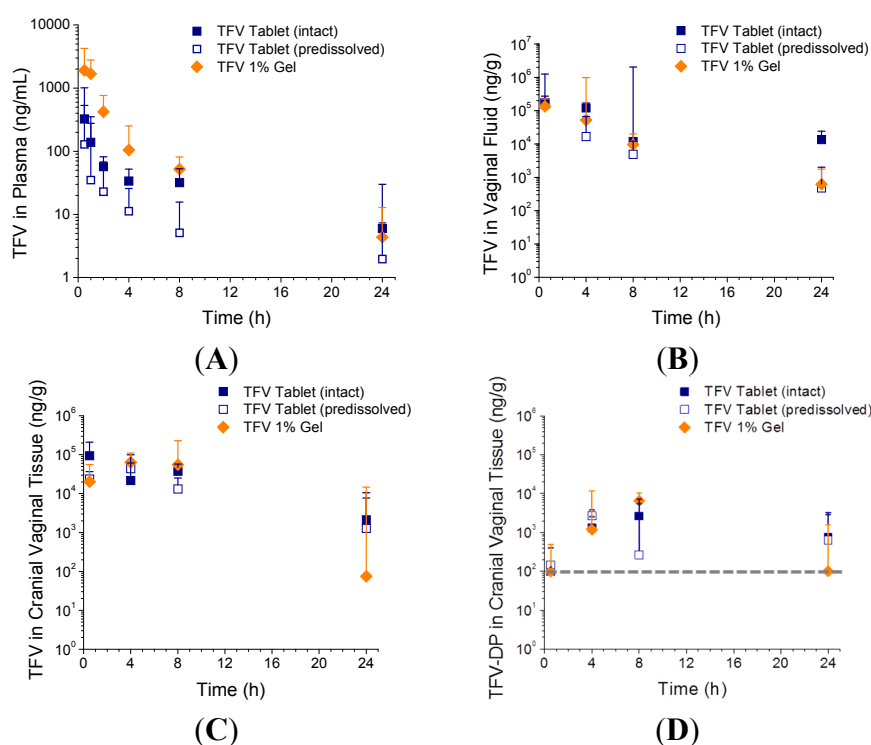 TFV Tablet (intact)
TFV Tablet (predissolved)
TFV 1% Gel
10000
1000
100
10
1
TFV in Plasma (ng/mL)
0 4 8 12 16 20 24
Time (h)
(A)
TFV Tablet (intact)
TFV Tablet (predissolved)
TFV 1% Gel
10⁷
10⁶
10⁵
10⁴
10³
10²
10¹
10⁰
TFV in Vaginal Fluid (ng/g)
0 4 8 12 16 20 24
Time (h)
(B)
TFV Tablet (intact)
TFV Tablet (predissolved)
TFV 1% Gel
10⁶
10⁵
10⁴
10³
10²
10¹
10⁰
TFV in Cranial Vaginal Tissue (ng/g)
0 4 8 12 16 20 24
Time (h)
(C)
TFV Tablet (intact)
TFV Tablet (predissolved)
TFV 1% Gel
10⁶
10⁵
10⁴
10³
10²
10¹
10⁰
TFV-DP in Cranial Vaginal Tissue (ng/g)
0 4 8 12 16 20 24
Time (h)
(D)